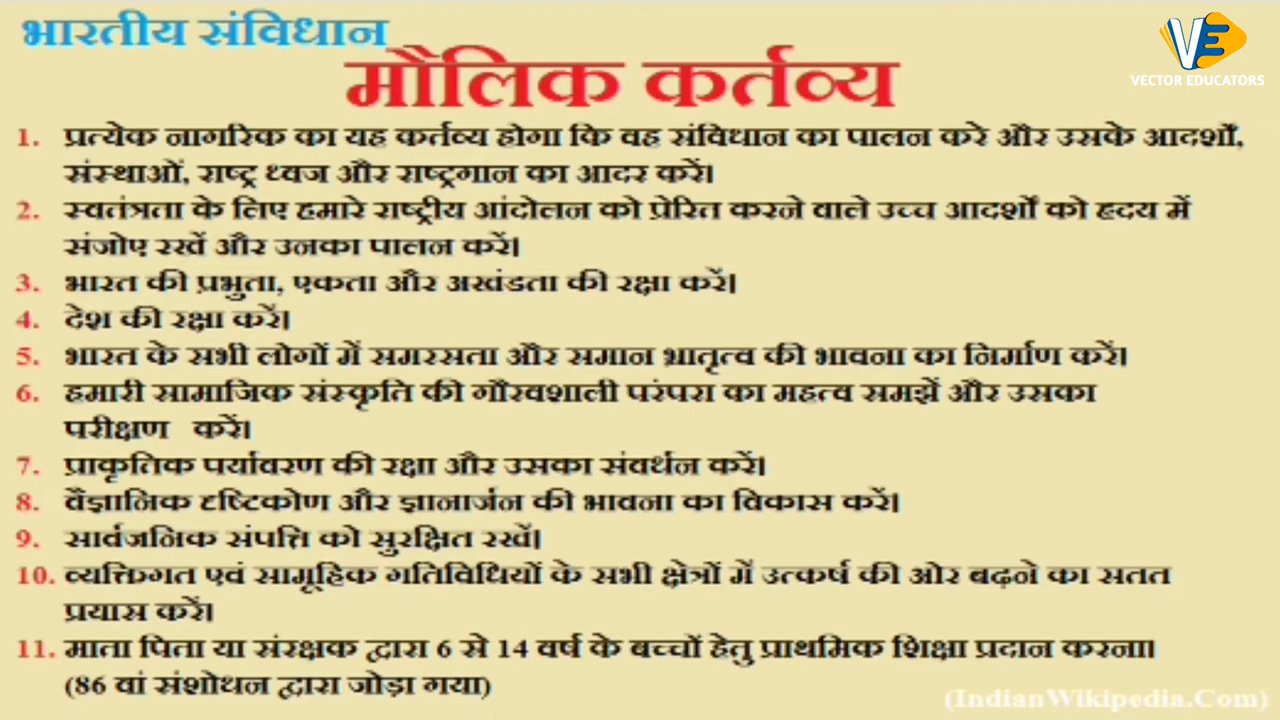 भारतीय संविधान
VECTOR EDUCATORS
मौलिक कर्तव्य
1. प्रत्येक नागरिक का यह कर्तव्य होगा कि वह संविधान का पालन करे और उसके आदर्शों,
संस्थाओं, राष्ट्र ध्वज और राष्ट्रगान का आदर करें।
2. स्वतंत्रता के लिए हमारे राष्ट्रीय आंदोलन को प्रेरित करने वाले उच्च आदर्शों को हृदय में
संजोए रखें और उनका पालन करें।
3. भारत की प्रभुता, एकता और अखंडता की रक्षा करें।
4. देश की रक्षा करें।
5. भारत के सभी लोगों में समरसता और समान भ्रातृत्व की भावना का निर्माण करें।
6. हमारी सामाजिक संस्कृति की गौरवशाली परंपरा का महत्व समझें और उसका
परीक्षण करें।
7. प्राकृतिक पर्यावरण की रक्षा और उसका संवर्धन करें।
8. वैज्ञानिक दृष्टिकोण और ज्ञानार्जन की भावना का विकास करें।
9. सार्वजनिक संपत्ति को सुरक्षित रखें।
10. व्यक्तिगत एवं सामूहिक गतिविधियों के सभी क्षेत्रों में उत्कर्ष की ओर बढ़ने का सतत
प्रयास करें।
11. माता पिता या संरक्षक द्वारा 6 से 14 वर्ष के बच्चों हेतु प्राथमिक शिक्षा प्रदान करना।
(86 वां संशोधन द्वारा जोड़ा गया)
(IndianWikipedia.Com)